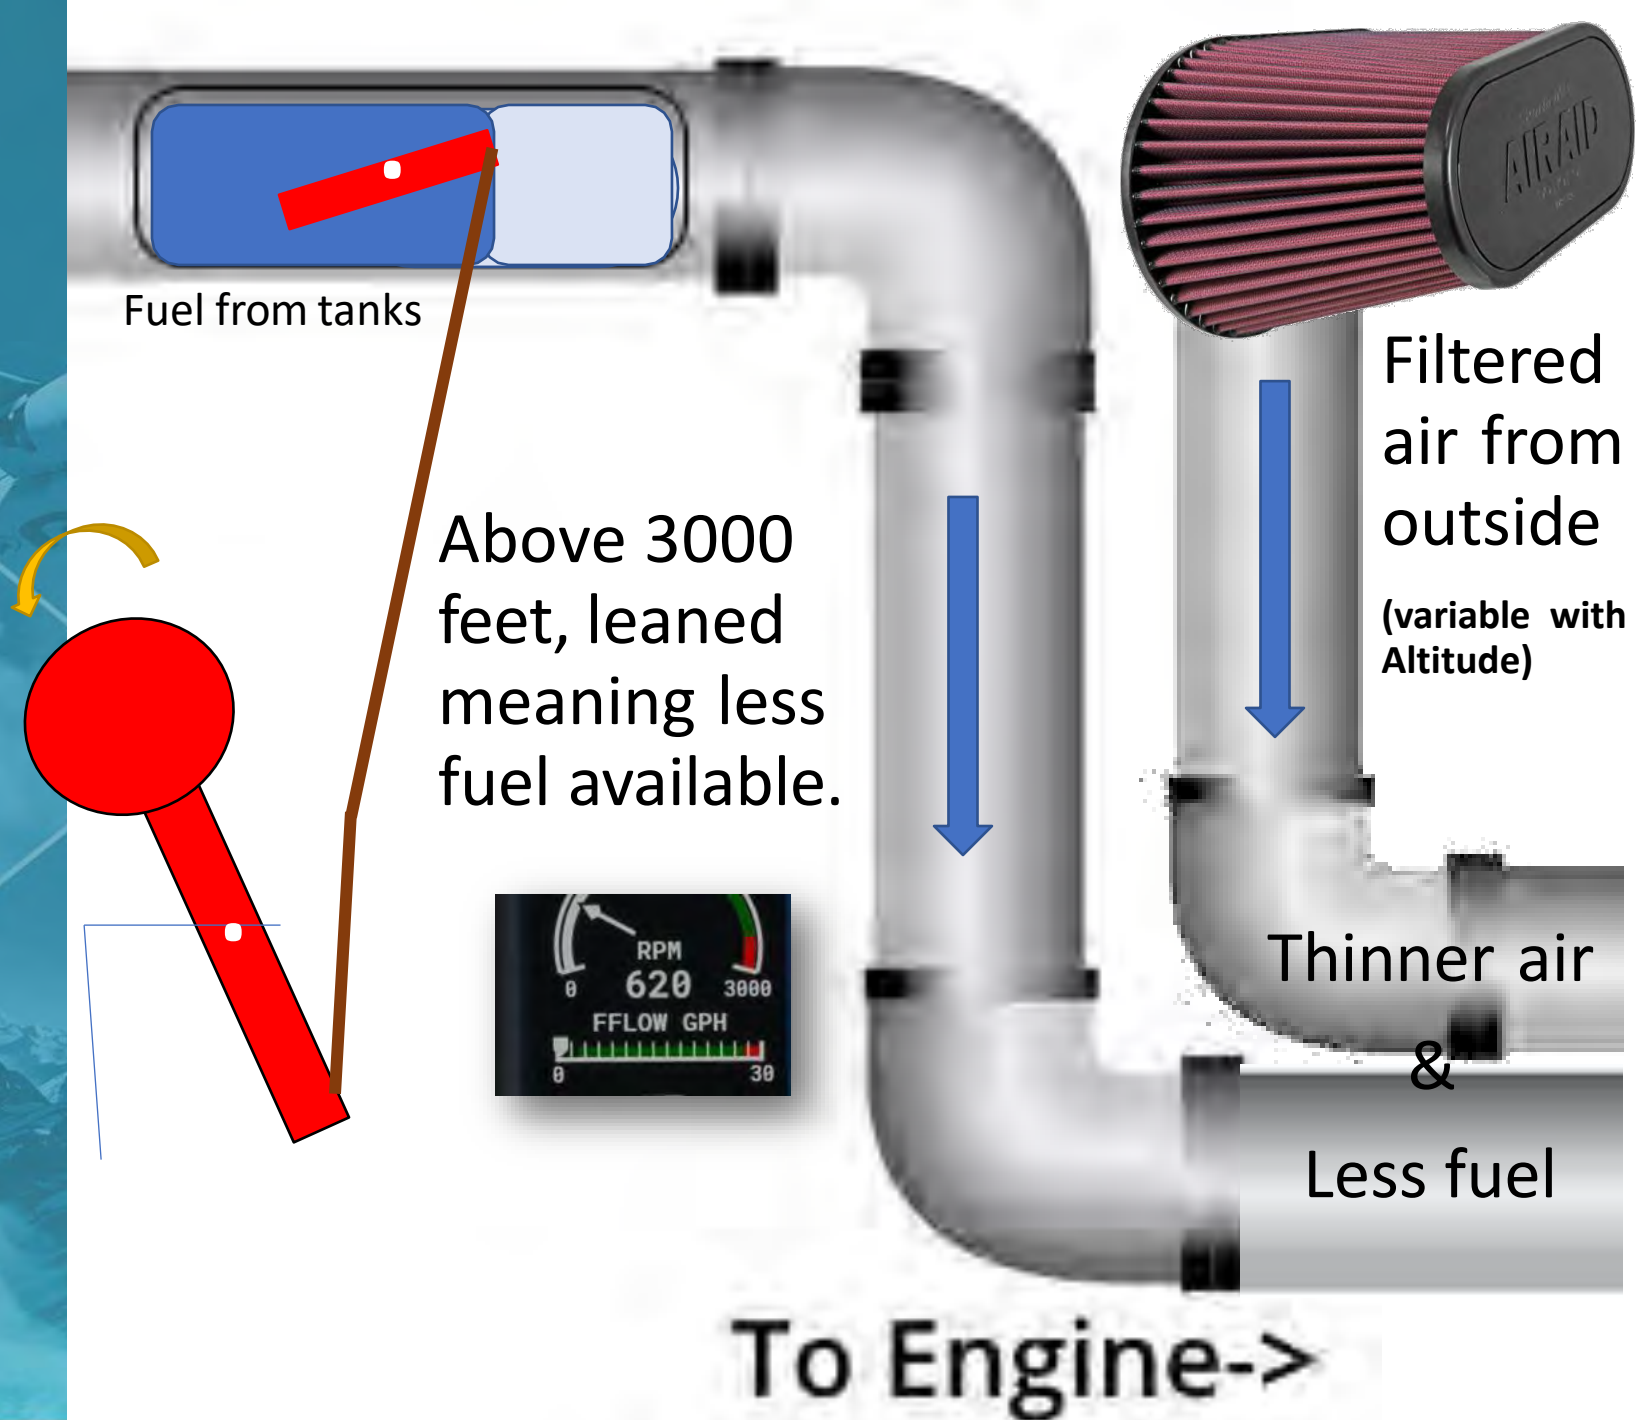 AIRAID
Fuel from tanks
Filtered
air from
outside
(variable with
Altitude)
Above 3000
feet, leaned
meaning less
fuel available.
RPM
0 620 3000
FFLOW GPH
0 30
Thinner air
&
Less fuel
To Engine->